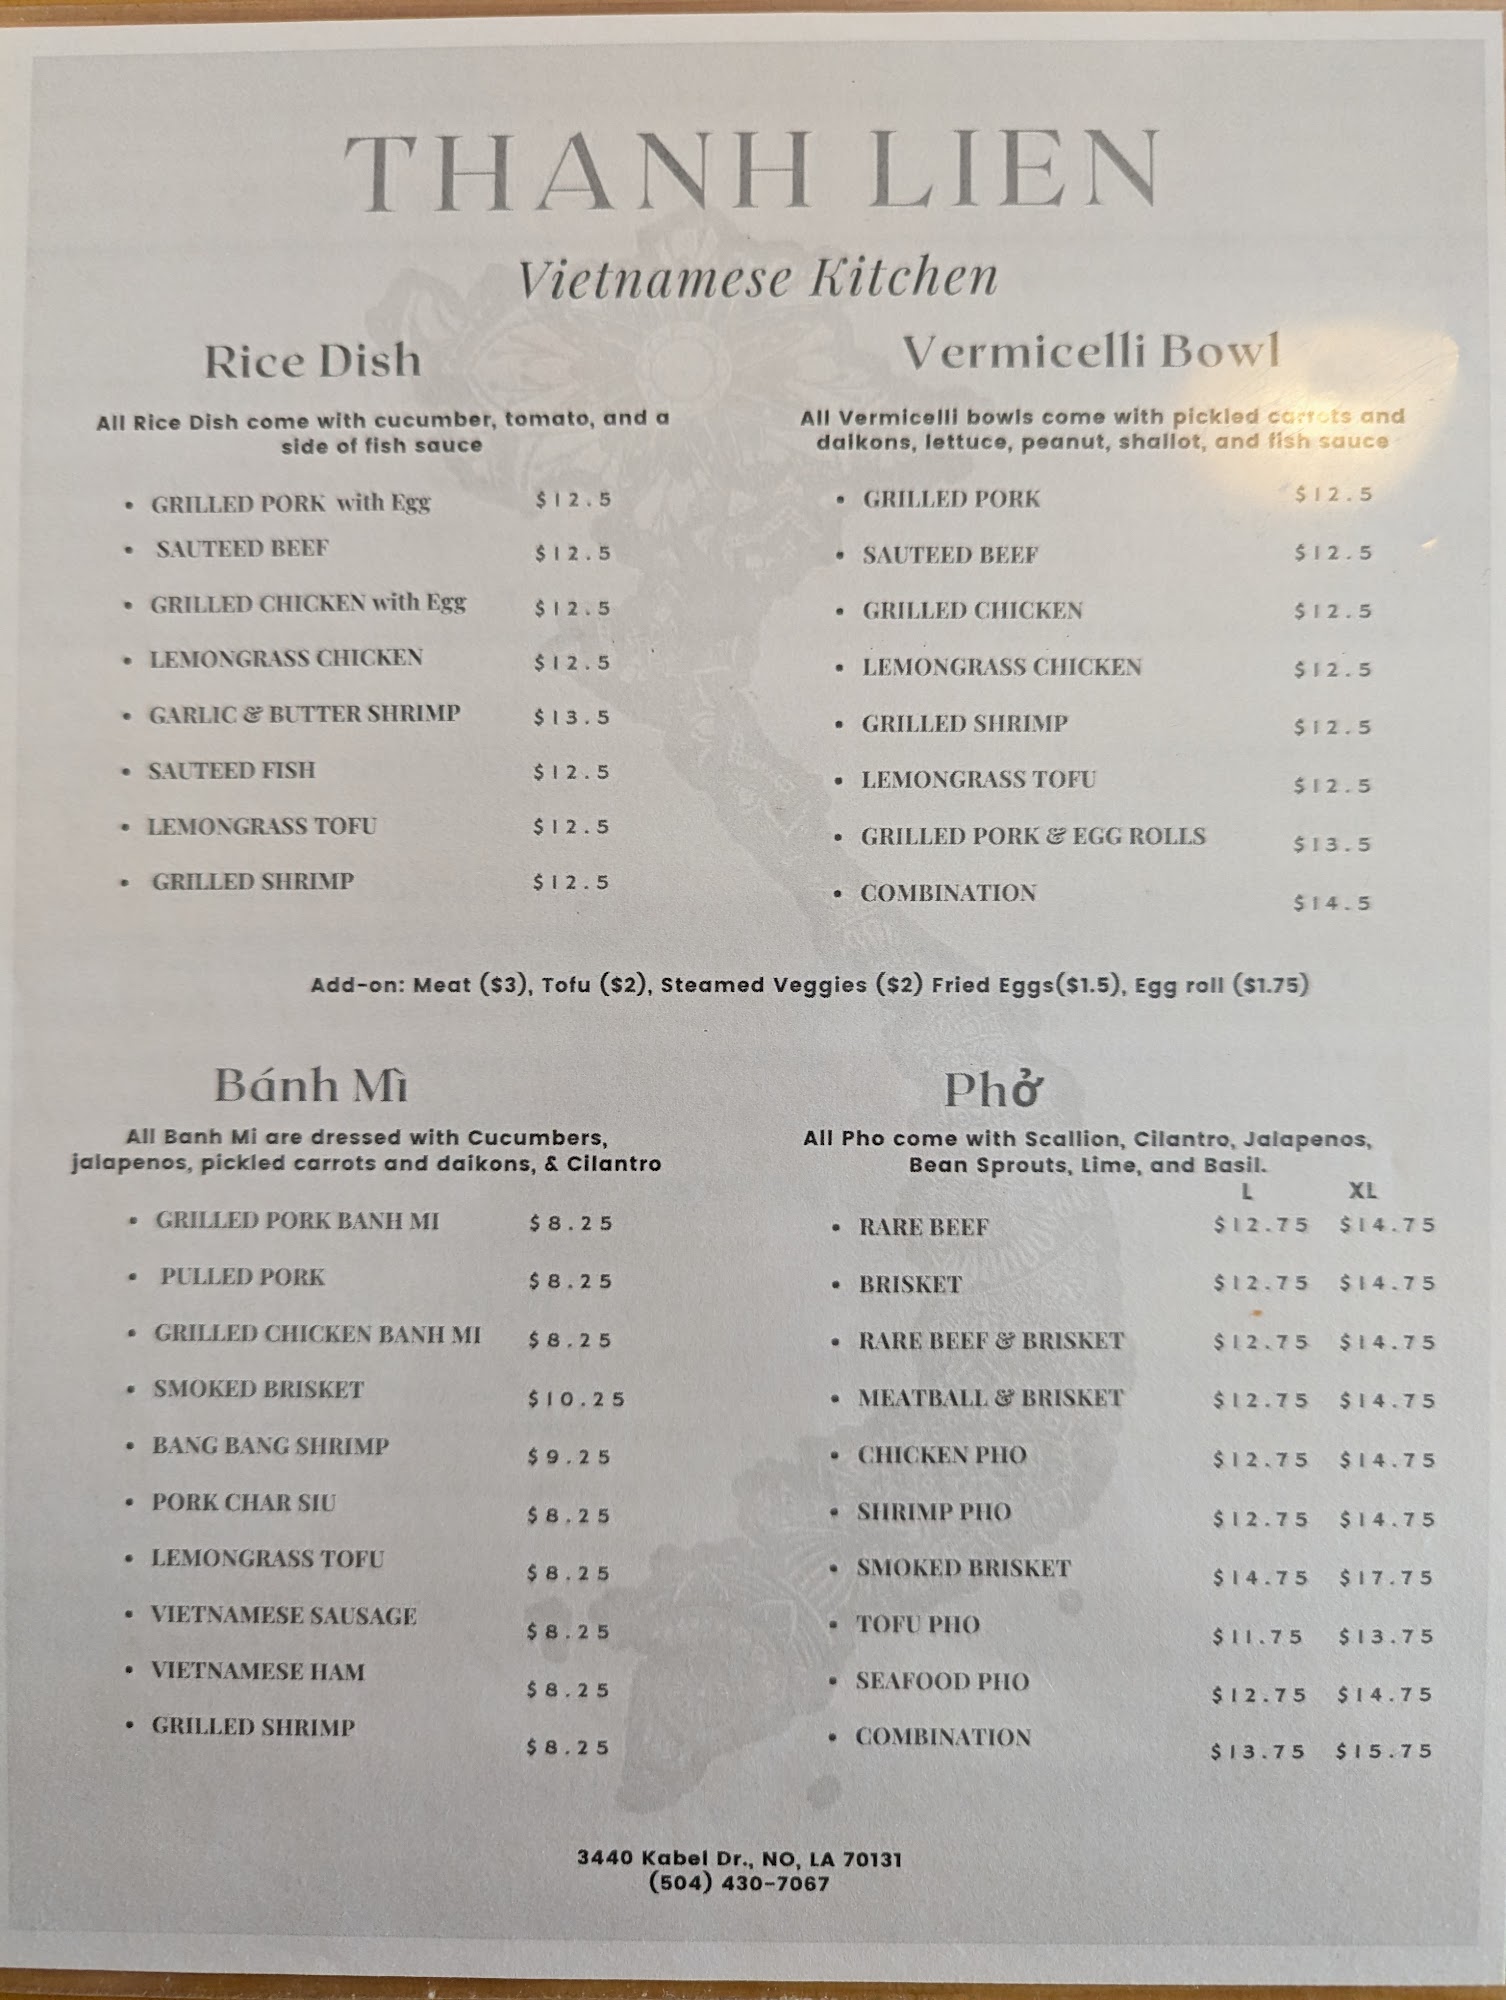 THANH LIEN
Vietnamese Kitchen
Rice Dish
All Rice Dish come with cucumber, tomato, and a
side of fish sauce
• GRILLED PORK with Egg $12.5
• SAUTEED BEEF $12.5
• GRILLED CHICKEN with Egg $12.5
• LEMONGRASS CHICKEN $12.5
• GARLIC & BUTTER SHRIMP $13.5
• SAUTEED FISH $12.5
• LEMONGRASS TOFU $12.5
• GRILLED SHRIMP $12.5
Vermicelli Bowl
All Vermicelli bowls come with pickled carrots and
daikons, lettuce, peanut, shallot, and fish sauce
• GRILLED PORK $12.5
• SAUTEED BEEF $12.5
• GRILLED CHICKEN $12.5
• LEMONGRASS CHICKEN $12.5
• GRILLED SHRIMP $12.5
• LEMONGRASS TOFU $12.5
• GRILLED PORK & EGG ROLLS $13.5
• COMBINATION $14.5
Add-on: Meat ($3), Tofu ($2), Steamed Veggies ($2) Fried Eggs($1.5), Egg roll ($1.75)
Bánh Mì
All Banh Mi are dressed with Cucumbers,
jalapenos, pickled carrots and daikons, & Cilantro
• GRILLED PORK BANH MI $8.25
• PULLED PORK $8.25
• GRILLED CHICKEN BANH MI $8.25
• SMOKED BRISKET $10.25
• BANG BANG SHRIMP $9.25
• PORK CHAR SIU $8.25
• LEMONGRASS TOFU $8.25
• VIETNAMESE SAUSAGE $8.25
• VIETNAMESE HAM $8.25
• GRILLED SHRIMP $8.25
Phở
All Pho come with Scallion, Cilantro, Jalapenos,
Bean Sprouts, Lime, and Basil.
L XL
• RARE BEEF $12.75 $14.75
• BRISKET $12.75 $14.75
• RARE BEEF & BRISKET $12.75 $14.75
• MEATBALL & BRISKET $12.75 $14.75
• CHICKEN PHO $12.75 $14.75
• SHRIMP PHO $12.75 $14.75
• SMOKED BRISKET $14.75 $17.75
• TOFU PHO $11.75 $13.75
• SEAFOOD PHO $12.75 $14.75
• COMBINATION $13.75 $15.75
3440 Kabel Dr., NO, LA 70131
(504) 430-7067